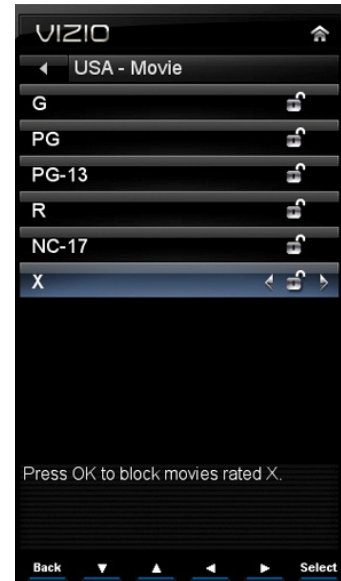 VIZIO
USA - Movie
G
PG
PG-13
R
NC-17
X
Press OK to block movies rated X.
Back Select